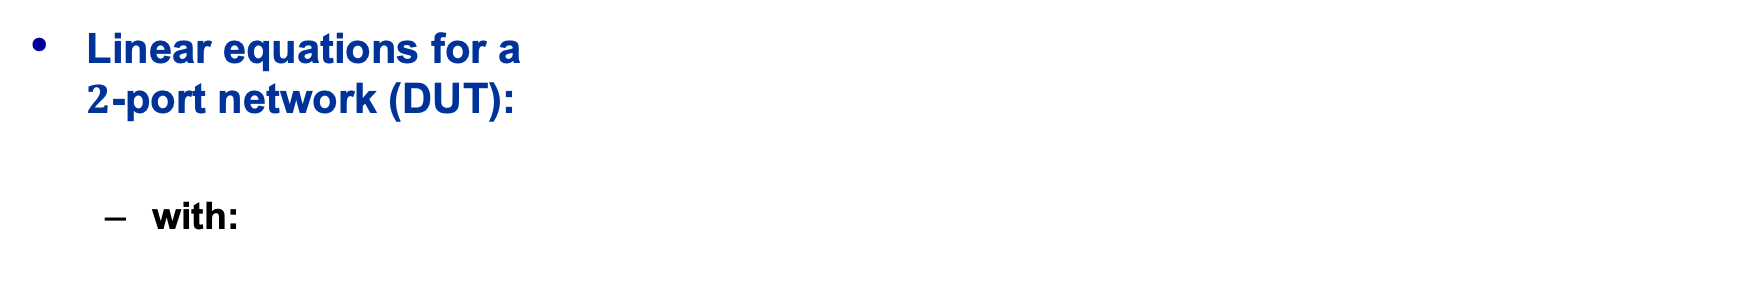 • Linear equations for a
2-port network (DUT):
– with: